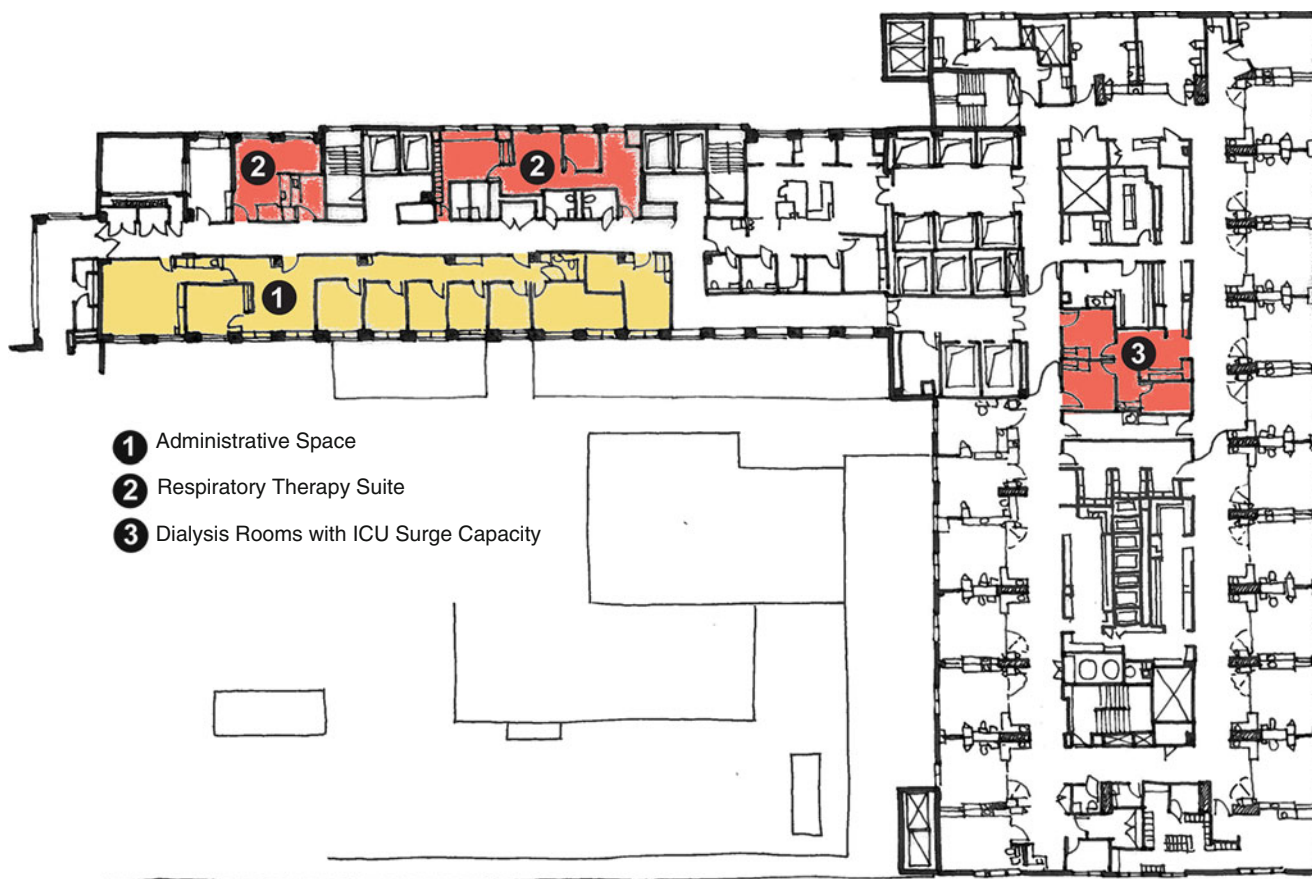 2
2
1
3
1 Administrative Space
2 Respiratory Therapy Suite
3 Dialysis Rooms with ICU Surge Capacity